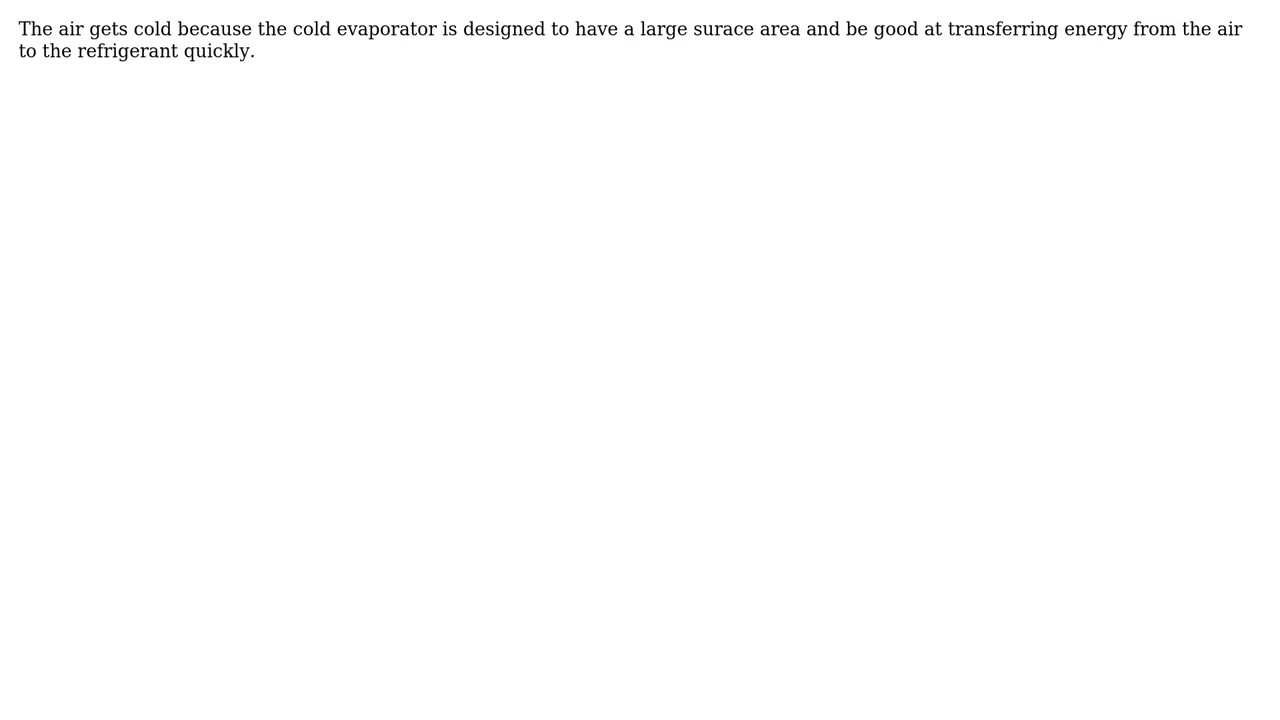 The air gets cold because the cold evaporator is designed to have a large surace area and be good at transferring energy from the air
to the refrigerant quickly.